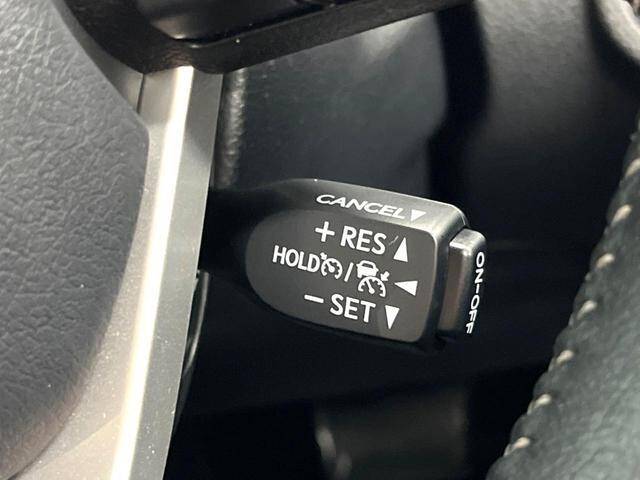 CANCEL▼
+ RES ▲
HOLD / ◀
− SET ▼
ON-OFF